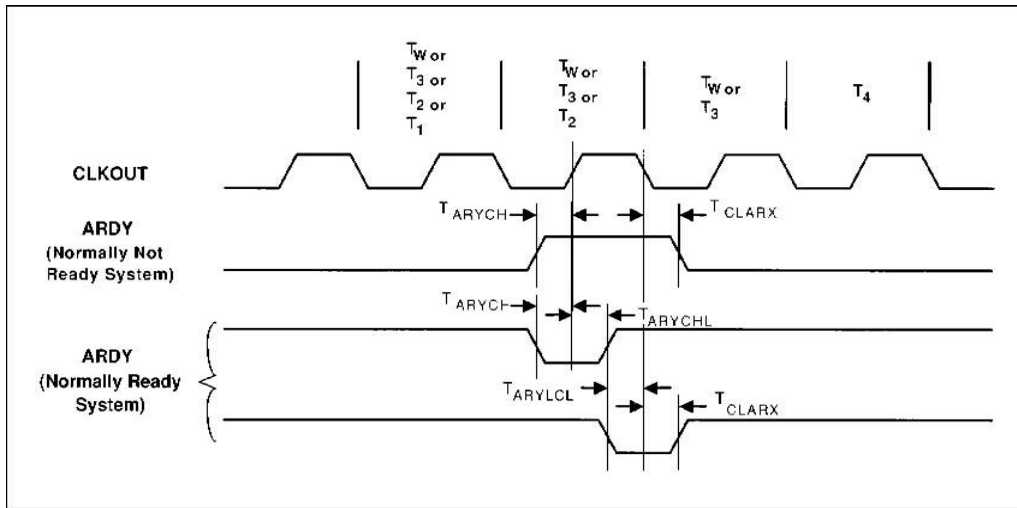 TW or
T3 or
T2 or
T1
TW or
T3 or
T2
TW or
T3
T4
CLKOUT
TARYCH
TCLARX
ARDY
(Normally Not
Ready System)
TARYCH
TARYCHL
ARDY
(Normally Ready
System)
TARYLCL
TCLARX